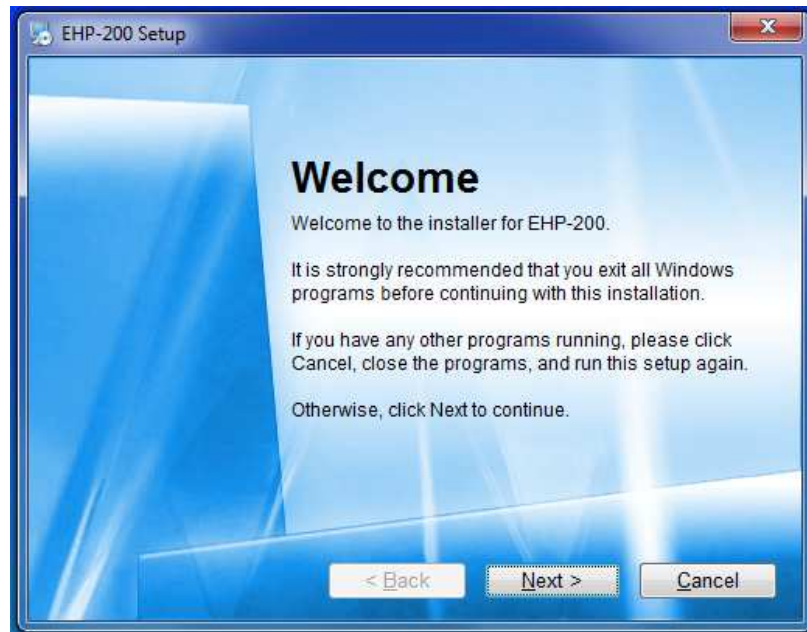 EHP-200 Setup
Welcome
Welcome to the installer for EHP-200.
It is strongly recommended that you exit all Windows
programs before continuing with this installation.
If you have any other programs running, please click
Cancel, close the programs, and run this setup again.
Otherwise, click Next to continue.
< Back
Next >
Cancel